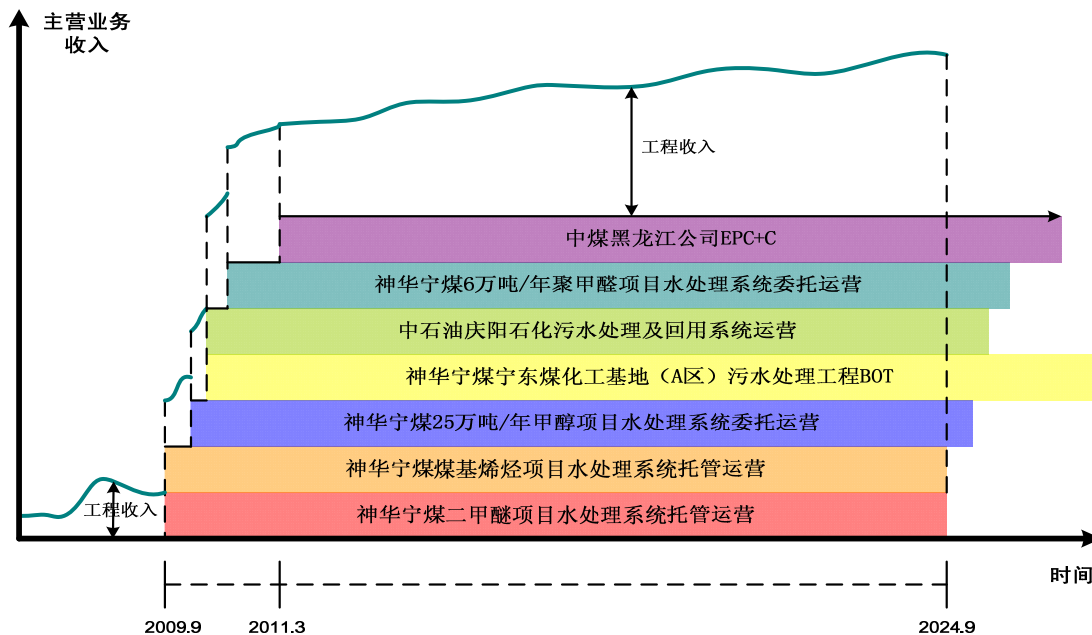 主营业务
收入
工程收入
中煤黑龙江公司EPC+C
神华宁煤6万吨/年聚甲醛项目水处理系统委托运营
中石油庆阳石化污水处理及回用系统运营
神华宁煤宁东煤化工基地（A区）污水处理工程BOT
神华宁煤25万吨/年甲醇项目水处理系统委托运营
神华宁煤煤基烯烃项目水处理系统托管运营
工程收入
神华宁煤二甲醚项目水处理系统托管运营
时间
2009.9
2011.3
2024.9